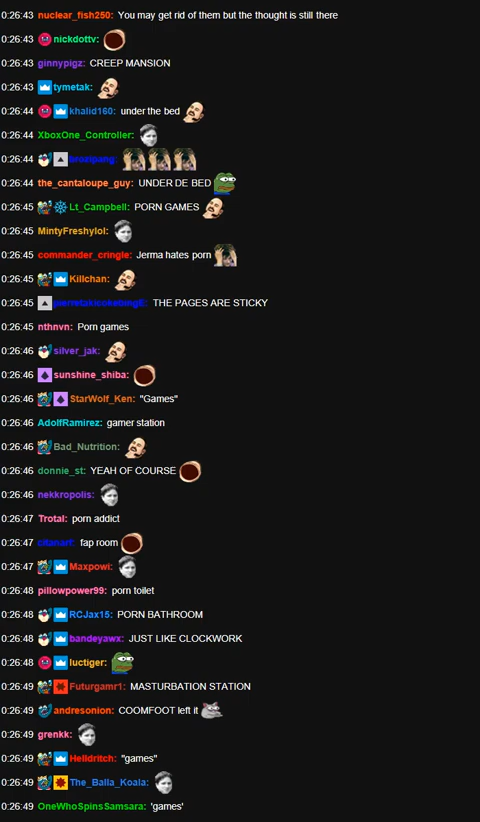 0:26:43 nuclear_fish250: You may get rid of them but the thought is still there
0:26:43 nickdottv:
0:26:43 ginnypigz: CREEP MANSION
0:26:43 tymetak:
0:26:44 khalid160: under the bed
0:26:44 XboxOne_Controller:
0:26:44
0:26:44 the_cantaloupe_guy: UNDER DE BED
0:26:45 Lt_Campbell: PORN GAMES
0:26:45 MintyFreshylol:
0:26:45 commander_cringle: Jerma hates porn
0:26:45 Killchan:
0:26:45 THE PAGES ARE STICKY
0:26:45 nthnvn: Porn games
0:26:46 silver_jak:
0:26:46 sunshine_shiba:
0:26:46 StarWolf_Ken: "Games"
0:26:46 AdolfRamirez: gamer station
0:26:46 Bad_Nutrition:
0:26:46 donnie_st: YEAH OF COURSE
0:26:46 nekkropolis:
0:26:47 Trotal: porn addict
0:26:47 fap room
0:26:47 Maxpowi:
0:26:48 pillowpower99: porn toilet
0:26:48 RCJax15: PORN BATHROOM
0:26:48 bandeyawx: JUST LIKE CLOCKWORK
0:26:48 luctiger:
0:26:49 Futurgamr1: MASTURBATION STATION
0:26:49 andresonion: COOMFOOT left it
0:26:49 grenkk:
0:26:49 Helldritch: "games"
0:26:49 The_Balla_Koala:
0:26:49 OneWhoSpinsSamsara: 'games'